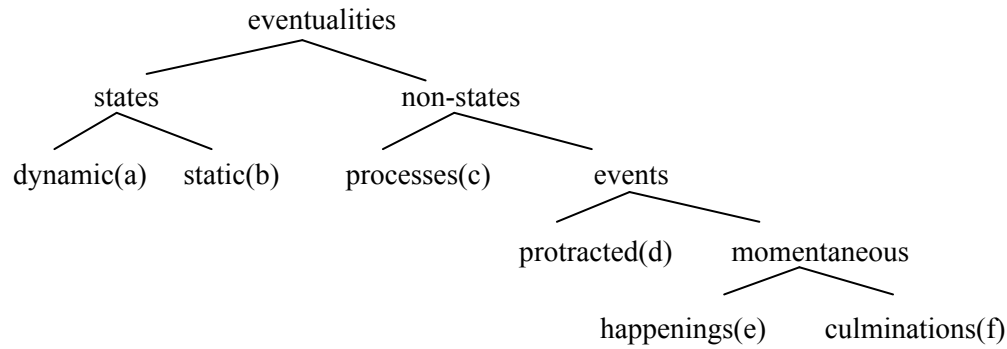 eventualities
states non-states
dynamic(a) static(b) processes(c) events
protracted(d) momentaneous
happenings(e) culminations(f)